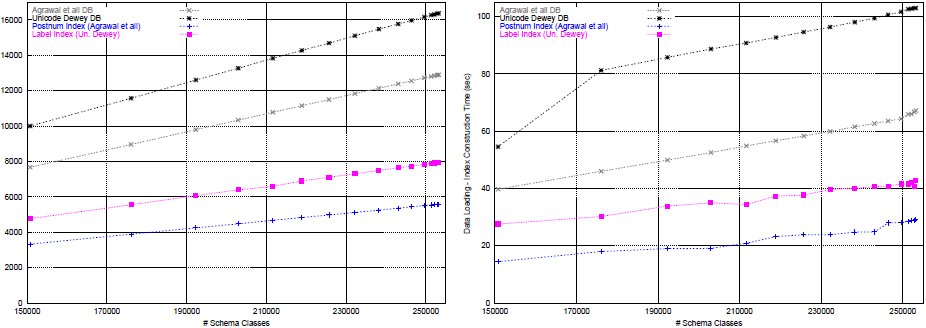 Agrawal et all DB
Unicode Dewey DB
Postnum Index (Agrawal et all)
Label Index (Un. Dewey)
16000
14000
12000
10000
8000
6000
4000
2000
0
150000 170000 190000 210000 230000 250000
# Schema Classes
Agrawal et all DB
Unicode Dewey DB
Postnum Index (Agrawal et all)
Label Index (Un. Dewey)
Data Loading - Index Construction Time (sec)
100
80
60
40
20
0
150000 170000 190000 210000 230000 250000
# Schema Classes